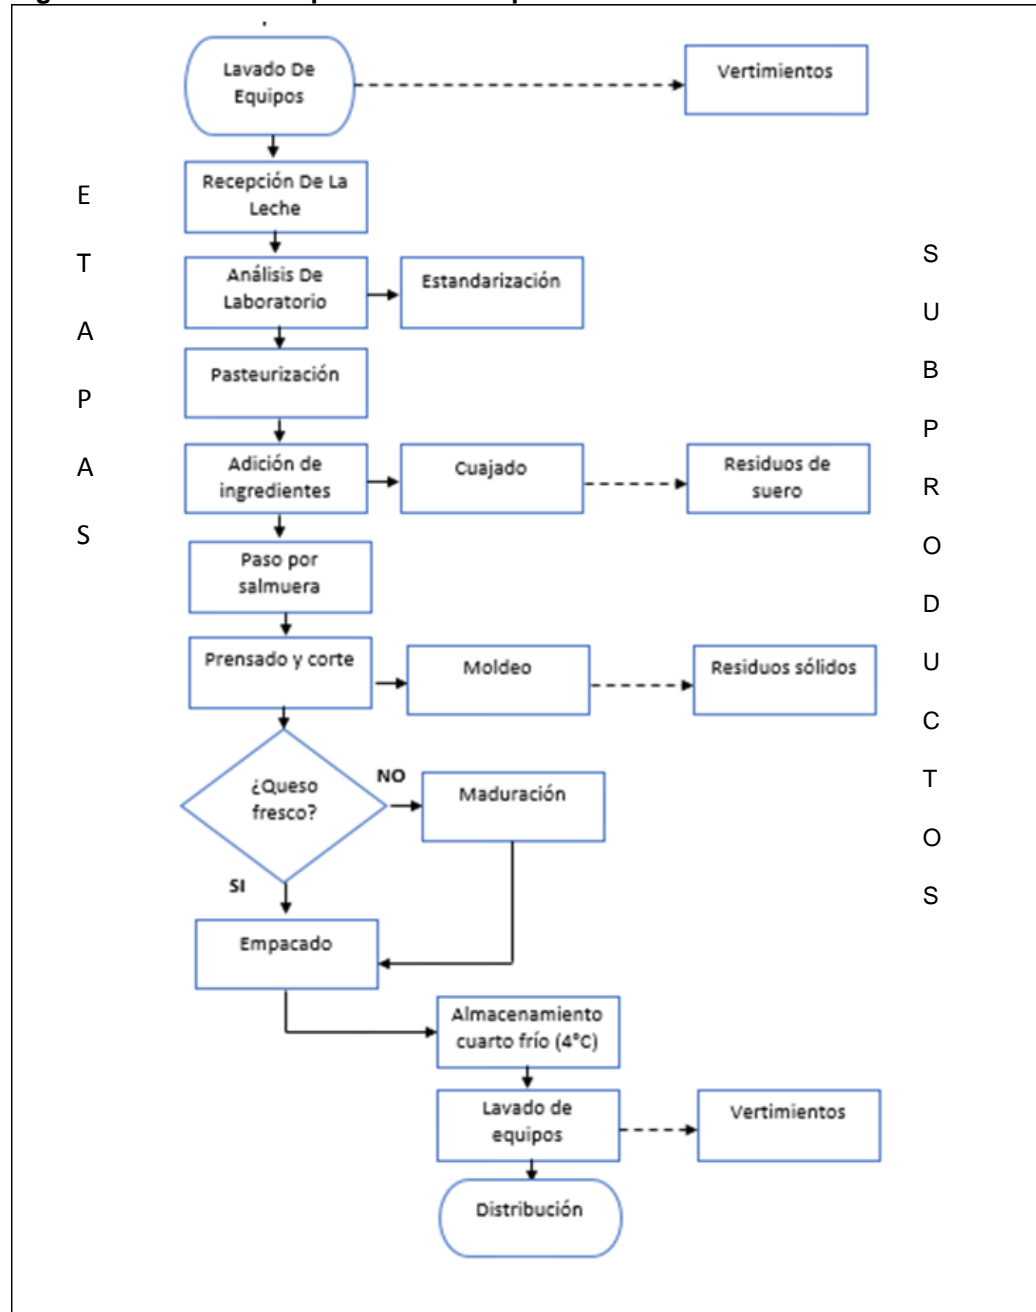 Lavado De
Equipos
Vertimientos
Recepción De La
Leche
Análisis De
Laboratorio
Estandarización
Pasteurización
Adición de
ingredientes
Cuajado
Residuos de
suero
Paso por
salmuera
Prensado y corte
Moldeo
Residuos sólidos
¿Queso
fresco?
NO
Maduración
SI
Empacado
Almacenamiento
cuarto frío (4°C)
Lavado de
equipos
Vertimientos
Distribución
E
T
A
P
A
S
S
U
B
P
R
O
D
U
C
T
O
S